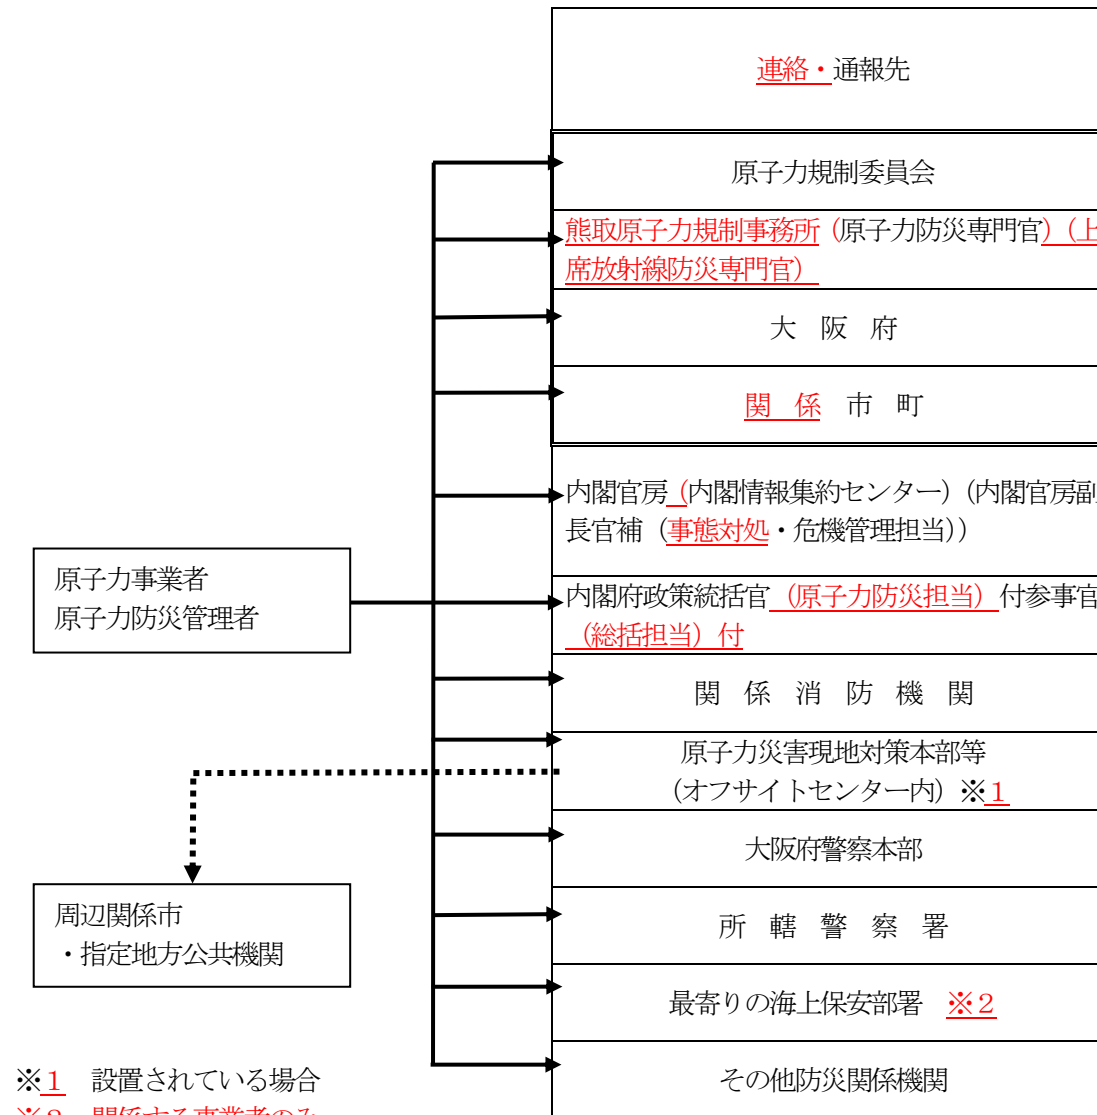 連絡・通報先
原子力規制委員会
熊取原子力規制事務所（原子力防災専門官）（上
席放射線防災専門官）
大　阪　府
関　係　市　町
内閣官房（内閣情報集約センター）（内閣官房副
長官補（事態対処・危機管理担当））
内閣府政策統括官（原子力防災担当）付参事官
（総括担当）付
関　係　消　防　機　関
原子力災害現地対策本部等
（オフサイトセンター内）※１
大阪府警察本部
所　轄　警　察　署
最寄りの海上保安部署　※２
その他防災関係機関
原子力事業者
原子力防災管理者
周辺関係市
・指定地方公共機関
※１　設置されている場合
※２　関係する事業者のみ